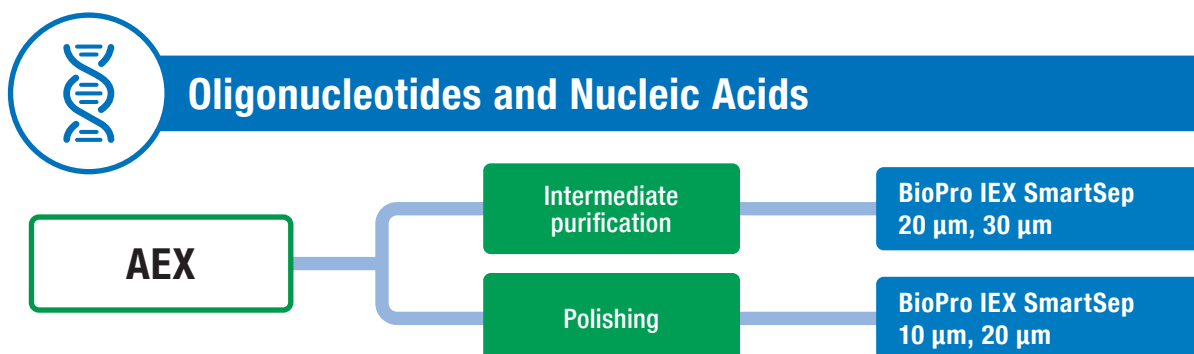 Oligonucleotides and Nucleic Acids
AEX
Intermediate
purification
BioPro IEX SmartSep
20 µm, 30 µm
Polishing
BioPro IEX SmartSep
10 µm, 20 µm